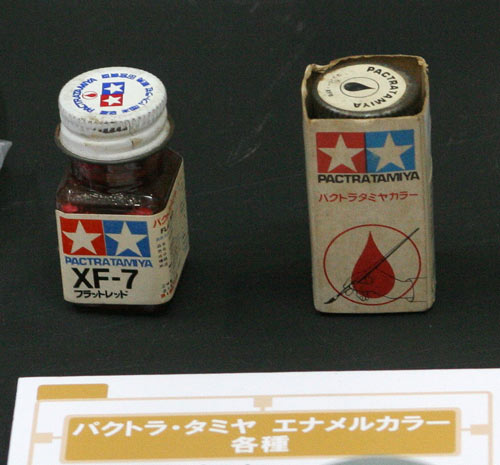 PACTRATAMIYA
PACTRATAMIYA
PACTRATAMIYA
XF-7
フラットレッド
PACTRATAMIYA
パクトラタミヤカラー
パクトラ・タミヤ エナメルカラー
各種